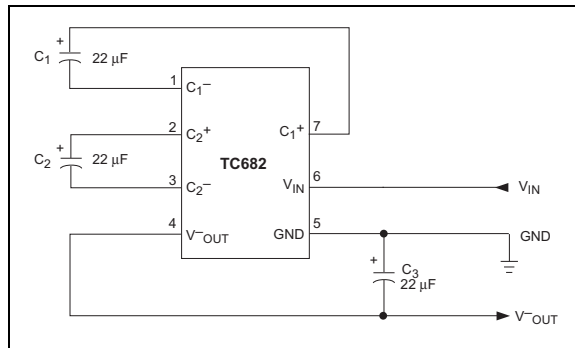 +
C1 22 µF
1 C1–
2 C2+
C1+ 7
+
C2 22 µF
TC682
3 C2–
VIN 6
VIN
4 V–OUT
GND 5
GND
+
C3
22 µF
V–OUT